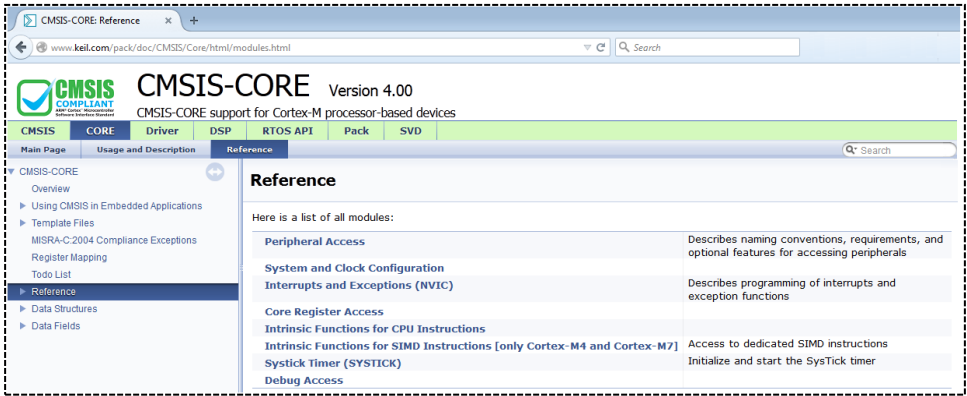 CMSIS-CORE: Reference × +
www.keil.com/pack/doc/CMSIS/Core/html/modules.html Search
CMSIS
COMPLIANT
ARM Cortex Microcontroller
Software Interface Standard
CMSIS-CORE Version 4.00
CMSIS-CORE support for Cortex-M processor-based devices
CMSIS CORE Driver DSP RTOS API Pack SVD
Main Page Usage and Description Reference Search
CMSIS-CORE
Overview
Using CMSIS in Embedded Applications
Template Files
MISRA-C:2004 Compliance Exceptions
Register Mapping
Todo List
Reference
Data Structures
Data Fields
Reference
Here is a list of all modules:
Peripheral Access Describes naming conventions, requirements, and
optional features for accessing peripherals
System and Clock Configuration
Interrupts and Exceptions (NVIC) Describes programming of interrupts and
exception functions
Core Register Access
Intrinsic Functions for CPU Instructions
Intrinsic Functions for SIMD Instructions [only Cortex-M4 and Cortex-M7] Access to dedicated SIMD instructions
Systick Timer (SYSTICK) Initialize and start the SysTick timer
Debug Access